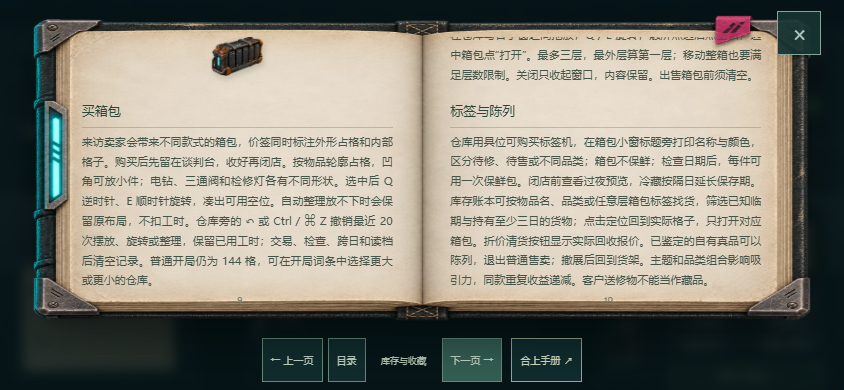 买箱包
来访卖家会带来不同款式的箱包，价签同时标注外形占格和内部
格子。购买后先留在谈判台，收好再闭店。按物品轮廓占格，凹
角可放小件；电钻、三通阀和检修灯各有不同形状。选中后 Q
逆时针、E 顺时针旋转，凑出可用空位。自动整理放不下时会保
留原布局，不扣工时。仓库旁的 ↶ 或 Ctrl / ⌘ Z 撤销最近 20
次摆放、旋转或整理，保留已用工时；交易、检查、跨日和读档
后清空记录。普通开局仍为 144 格，可在开局词条中选择更大
或更小的仓库。
9
中箱包点“打开”。最多三层，最外层算第一层；移动整箱也要满
足层数限制。关闭只收起窗口，内容保留。出售箱包前须清空。
标签与陈列
仓库用具位可购买标签机，在箱包小窗标题旁打印名称与颜色，
区分待修、待售或不同品类；箱包不保鲜；检查日期后，每件可
用一次保鲜包。闭店前查看过夜预览，冷藏按隔日延长保存期。
库存账本可按物品名、品类或任意层箱包标签找货，筛选已知临
期与持有至少三日的货物；点击定位回到实际格子，只打开对应
箱包。折价清货按钮显示实际回收报价。已鉴定的自有真品可以
陈列，退出普通售卖；撤展后回到货架。主题和品类组合影响吸
引力，同款重复收益递减。客户送修物不能当作藏品。
10
×
← 上一页
目录
库存与收藏
下一页 →
合上手册 ↗